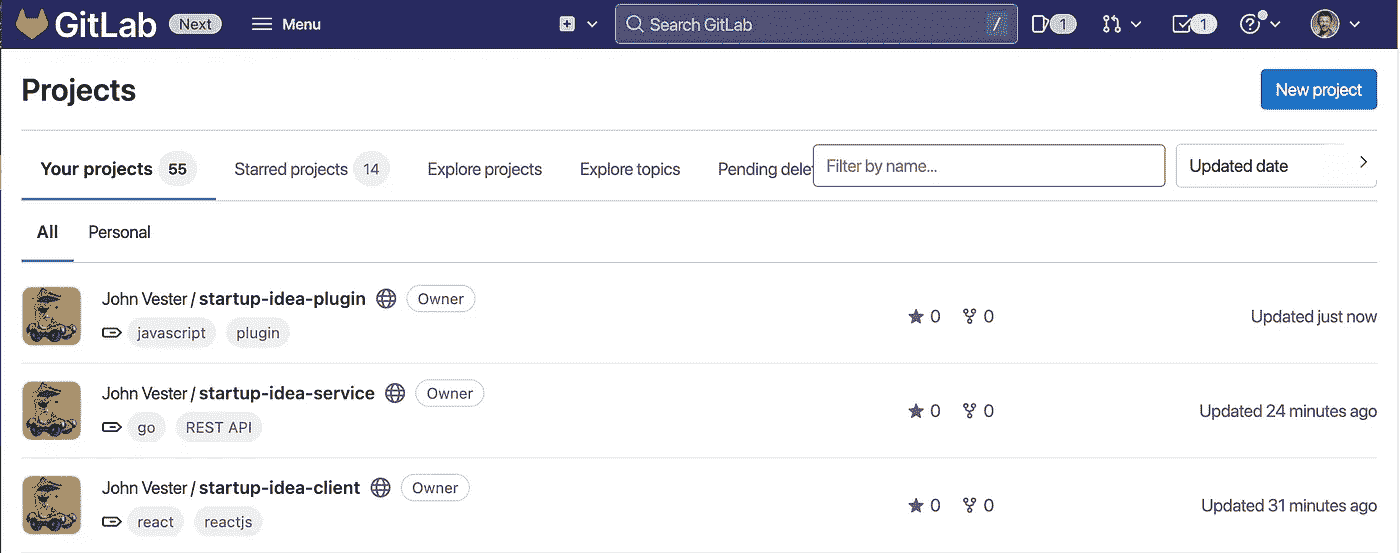 GitLab Next Menu Search GitLab / 1 1
Projects New project
Your projects 55 Starred projects 14 Explore projects Explore topics Pending dele Filter by name... Updated date
All Personal
John Vester / startup-idea-plugin Owner
0 0 Updated just now
javascript plugin
John Vester / startup-idea-service Owner
0 0 Updated 24 minutes ago
go REST API
John Vester / startup-idea-client Owner
0 0 Updated 31 minutes ago
react reactjs